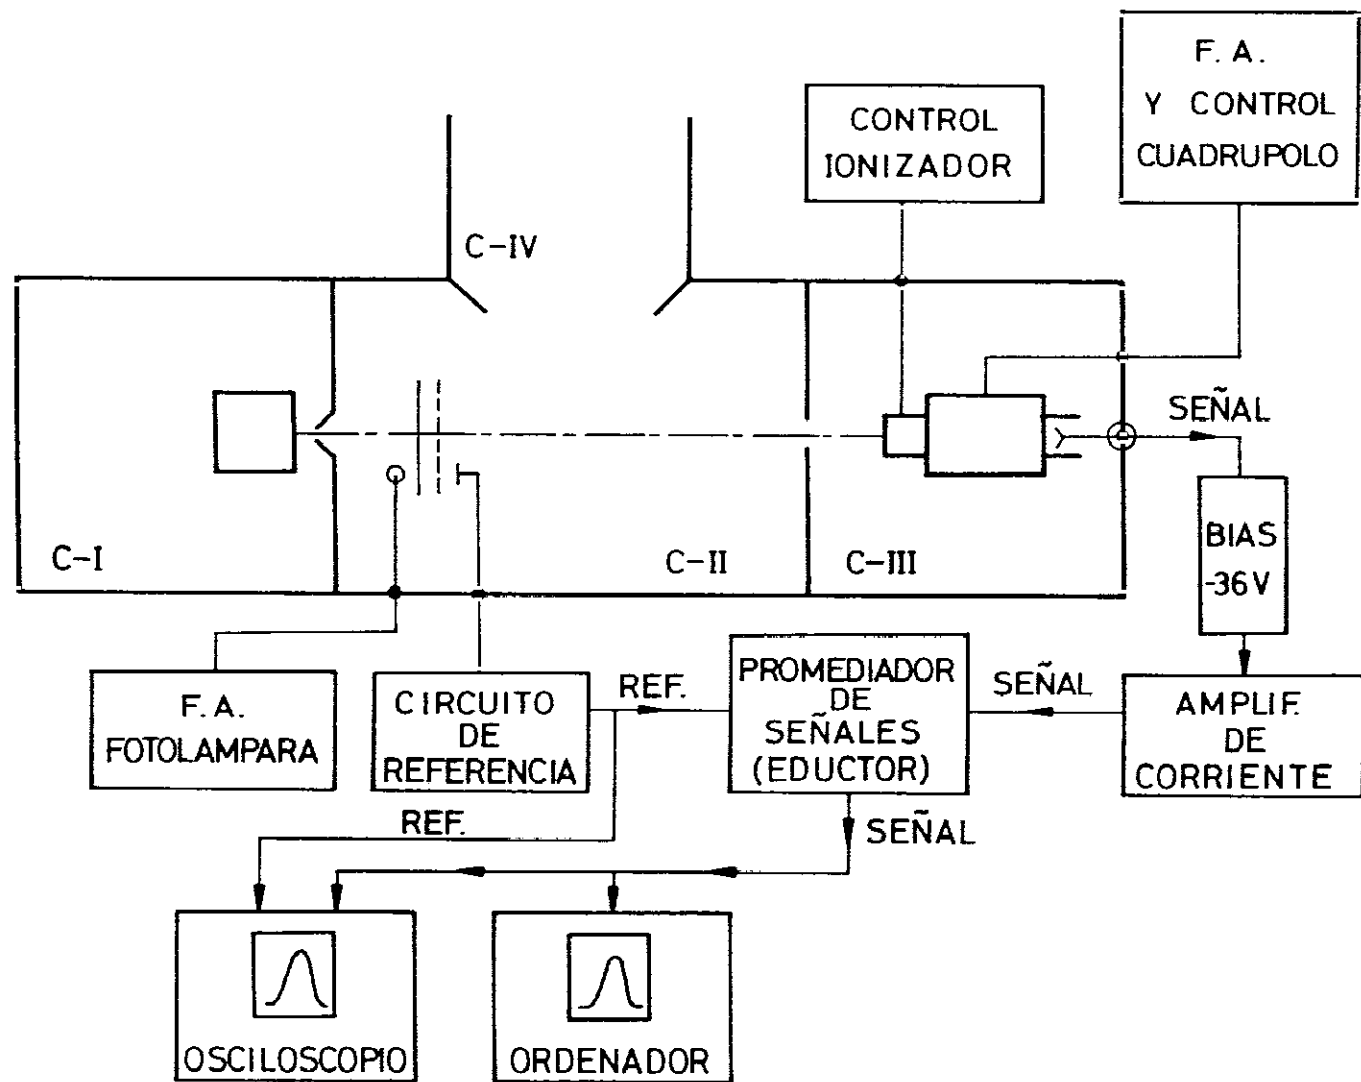 F. A.
Y CONTROL
CUADRUPOLO
CONTROL
IONIZADOR
C-IV
SEÑAL
C-I
C-II
C-III
BIAS
-36V
F. A.
FOTOLAMPARA
CIRCUITO
DE
REFERENCIA
REF.
PROMEDIADOR
DE
SEÑALES
(EDUCTOR)
SEÑAL
AMPLIF.
DE
CORRIENTE
REF.
SEÑAL
OSCILOSCOPIO
ORDENADOR